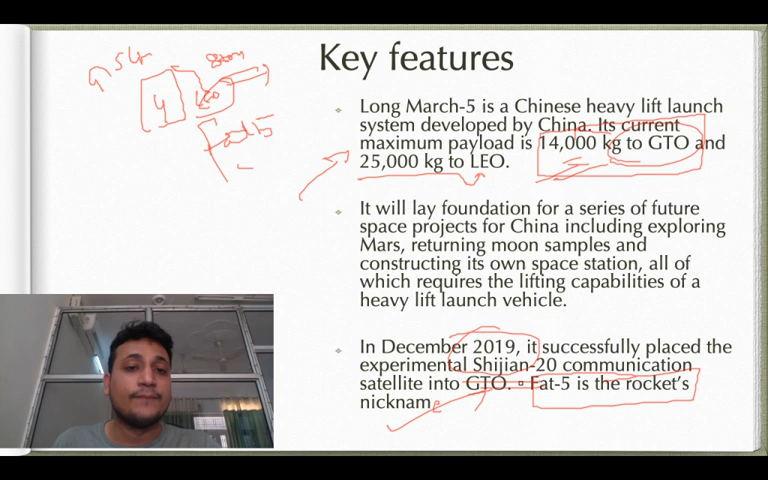 Key features
Long March-5 is a Chinese heavy lift launch
system developed by China. Its current
maximum payload is 14,000 kg to GTO and
25,000 kg to LEO.
It will lay foundation for a series of future
space projects for China including exploring
Mars, returning moon samples and
constructing its own space station, all of
which requires the lifting capabilities of a
heavy lift launch vehicle.
In December 2019, it successfully placed the
experimental Shijian-20 communication
satellite into GTO. ▫ Fat-5 is the rocket's
nickname
LEO